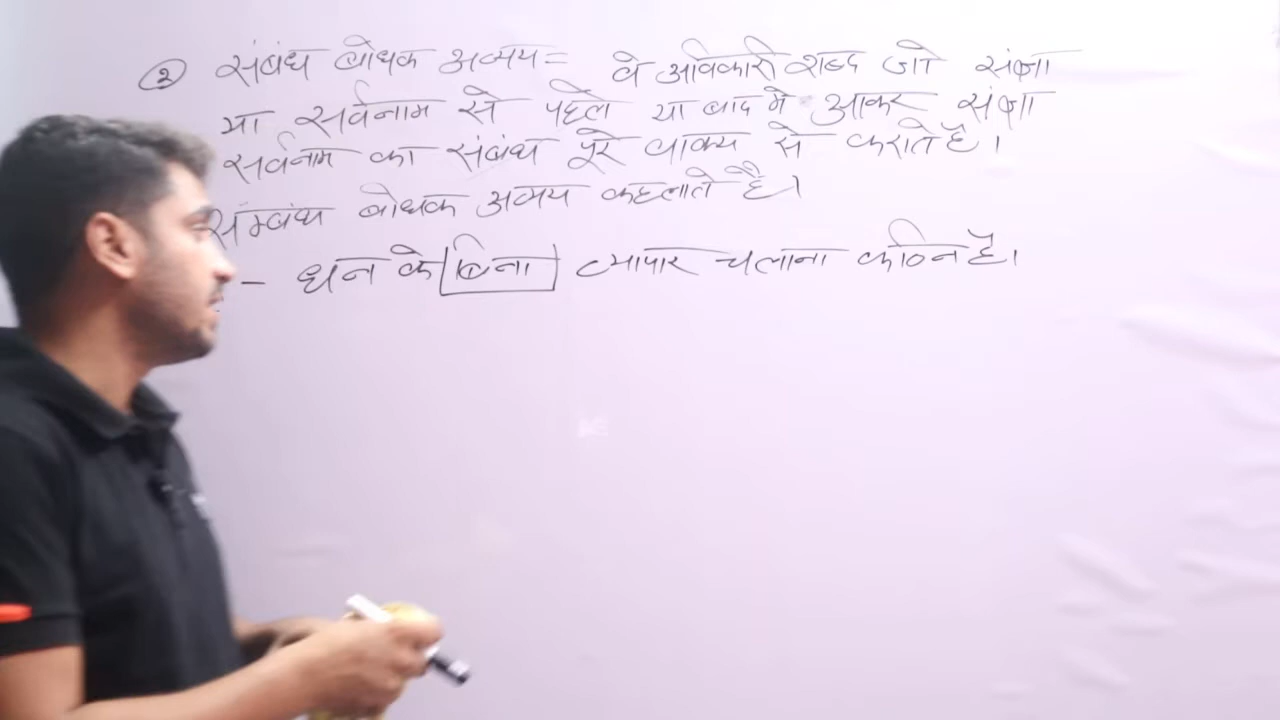 ② संबंध बोधक अव्यय = वे अविकारी शब्द जो संज्ञा
या सर्वनाम से पहले या बाद मे आकर संज्ञा
सर्वनाम का संबंध पूरे वाक्य से कराते है।
सम्बंध बोधक अव्यय कहलाते है।
- धन के बिना व्यापार चलाना कठिन है।